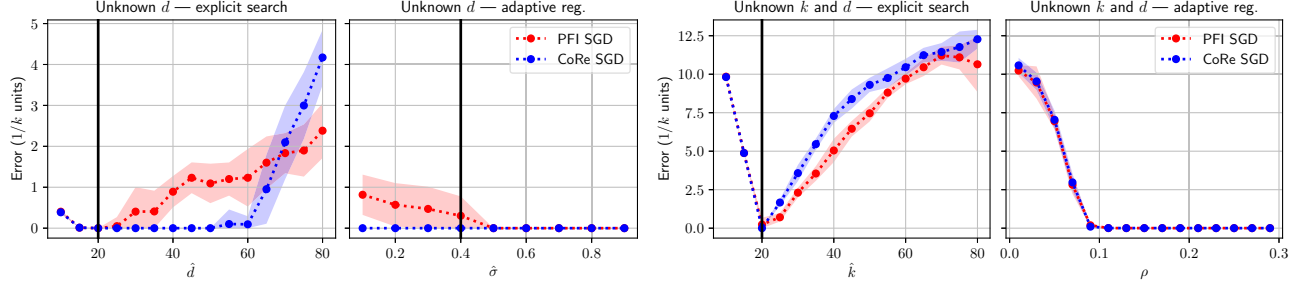 Unknown d — explicit search
Error (1/k units)
5
4
3
2
1
0
20 40 60 80
d̂
Unknown d — adaptive reg.
PFI SGD
CoRe SGD
0.2 0.4 0.6 0.8
σ̂
Unknown k and d — explicit search
Error (1/k units)
12.5
10.0
7.5
5.0
2.5
0.0
20 40 60 80
k̂
Unknown k and d — adaptive reg.
PFI SGD
CoRe SGD
0.0 0.1 0.2 0.3
ρ